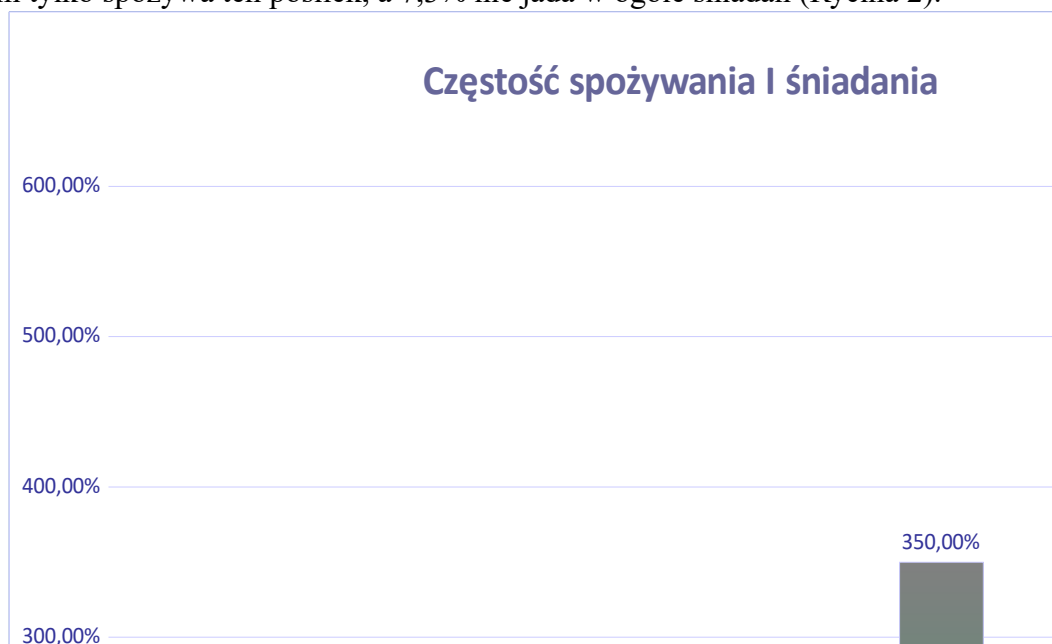 tylko spożywa ten posiłek, a 7,5% nie jada w ogóle śniadań (Rycina 2).
Częstość spożywania I śniadania
600,00%
500,00%
400,00%
350,00%
300,00%